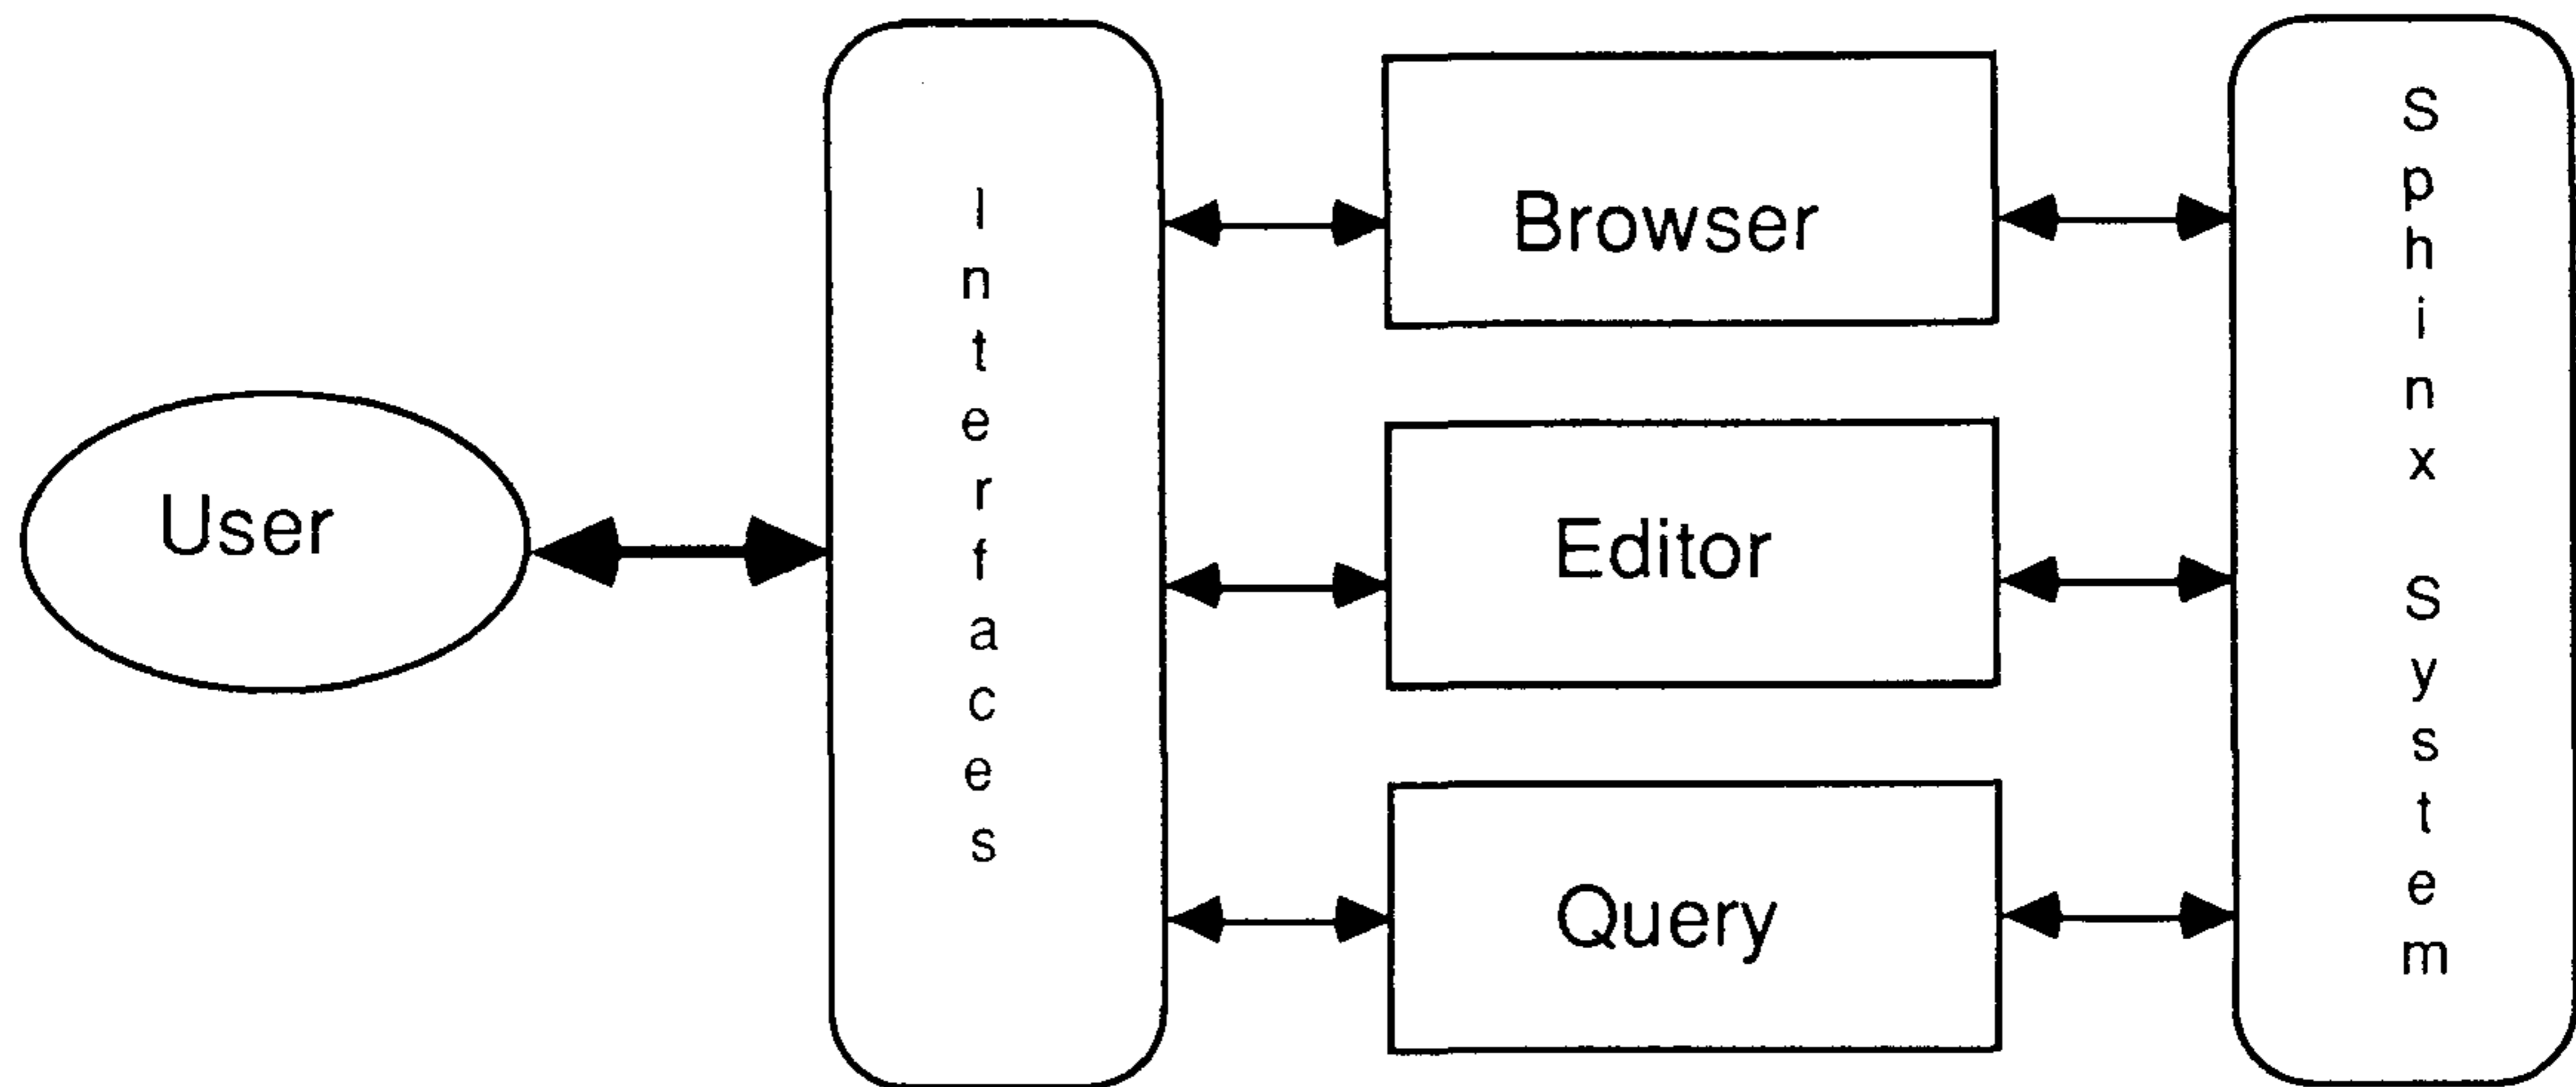 User
Interfaces
Browser
Editor
Query
Sphinx System